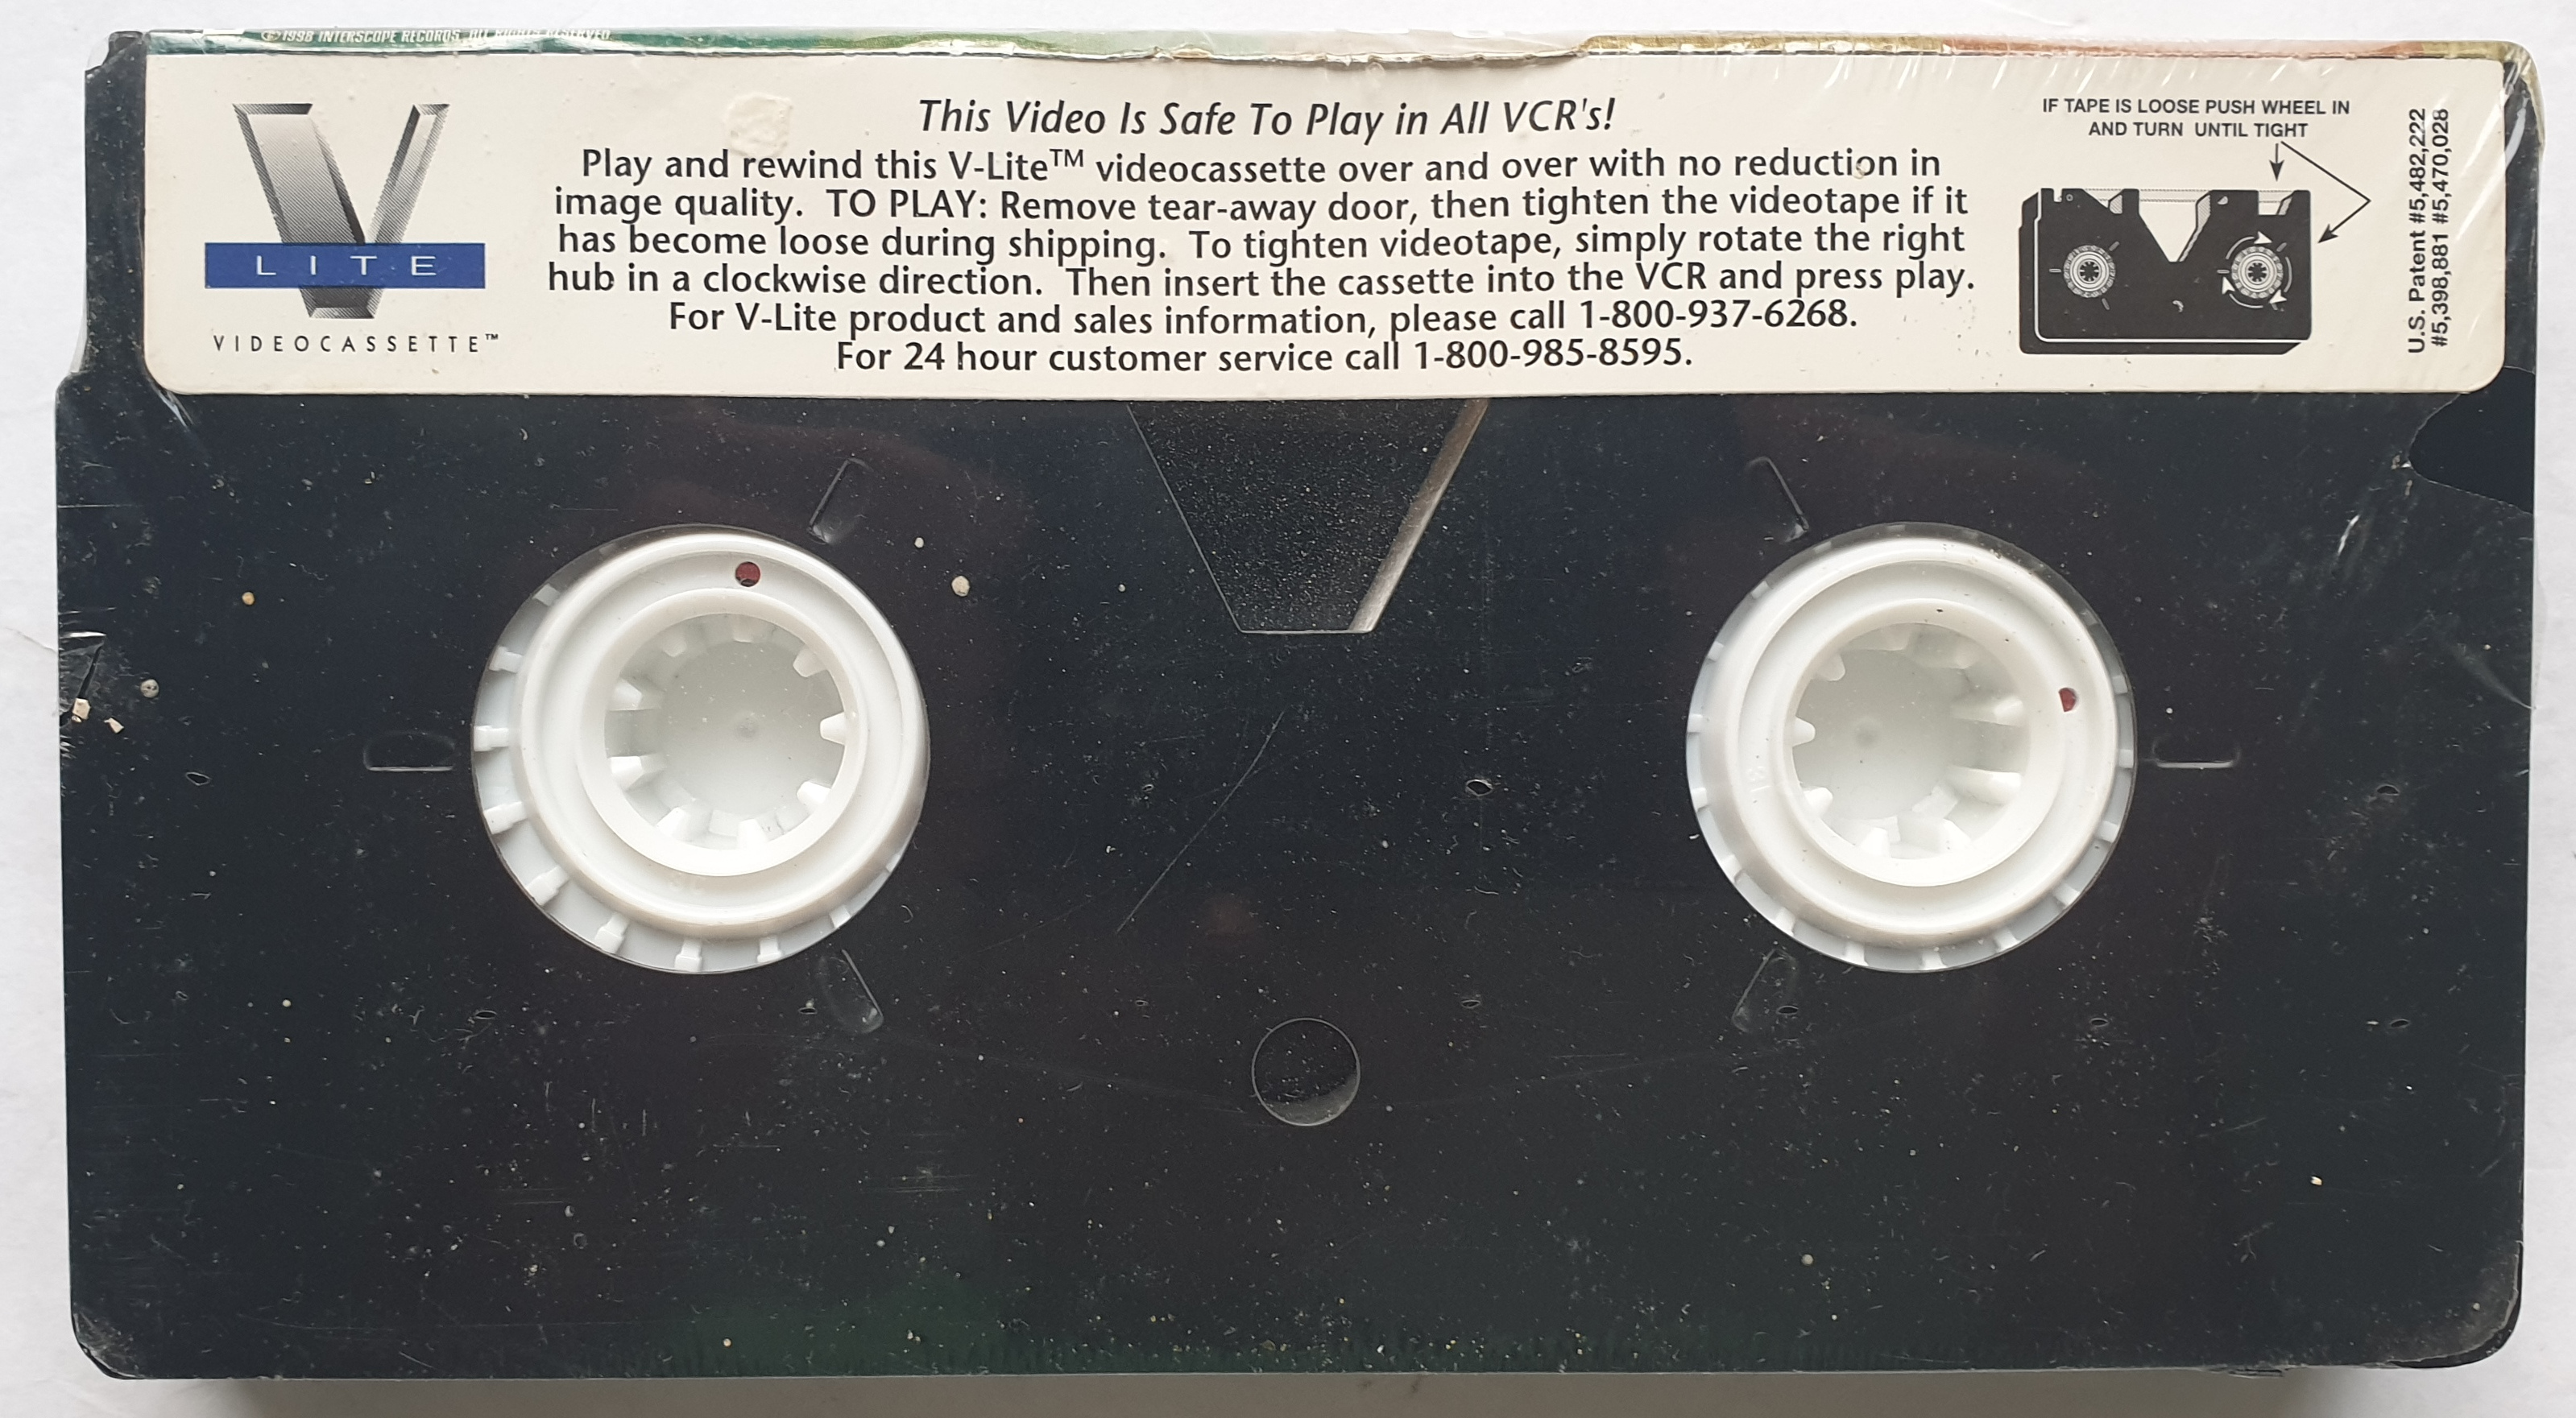 ℗©1998 INTERSCOPE RECORDS. ALL RIGHTS RESERVED.
V
LITE
VIDEOCASSETTE™
This Video Is Safe To Play in All VCR's!
Play and rewind this V-Lite™ videocassette over and over with no reduction in
image quality. TO PLAY: Remove tear-away door, then tighten the videotape if it
has become loose during shipping. To tighten videotape, simply rotate the right
hub in a clockwise direction. Then insert the cassette into the VCR and press play.
For V-Lite product and sales information, please call 1-800-937-6268.
For 24 hour customer service call 1-800-985-8595.
IF TAPE IS LOOSE PUSH WHEEL IN
AND TURN UNTIL TIGHT
U.S. Patent #5,482,222
#5,398,881 #5,470,028